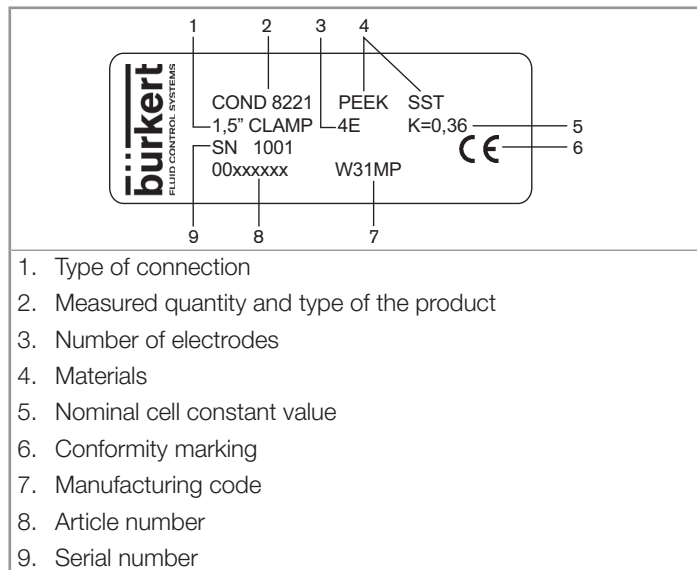 1 2 3 4
bürkert
FLUID CONTROL SYSTEMS
COND 8221 PEEK SST
1,5” CLAMP 4E K=0,36 5
SN 1001 CE 6
00xxxxxx W31MP
9 8 7
1. Type of connection
2. Measured quantity and type of the product
3. Number of electrodes
4. Materials
5. Nominal cell constant value
6. Conformity marking
7. Manufacturing code
8. Article number
9. Serial number